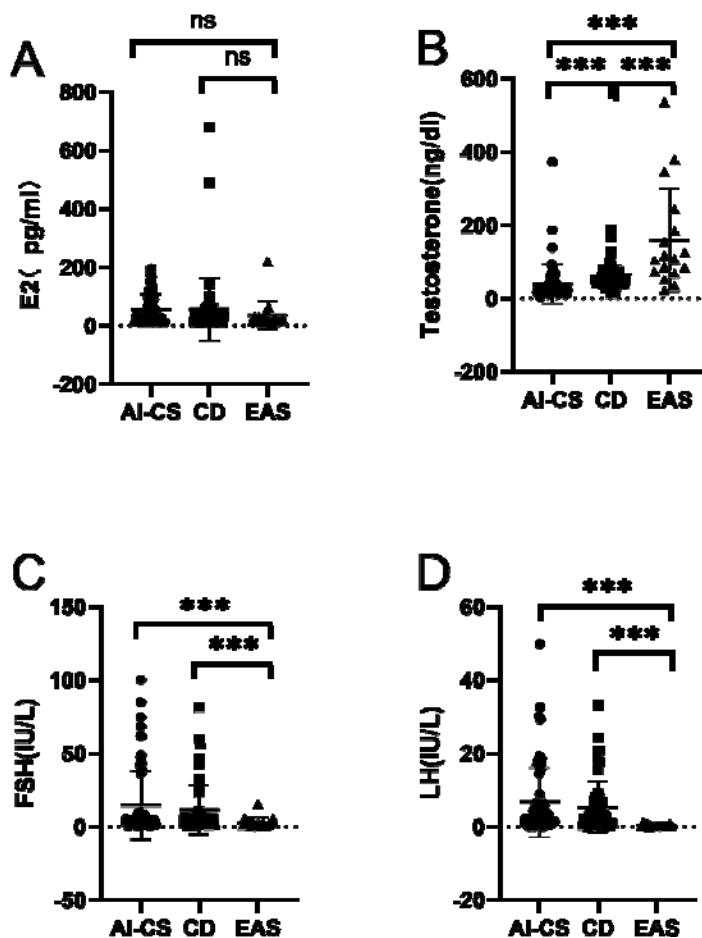 A
ns
ns
800
600
400
200
0
-200
E2( pg/ml)
AI-CS CD EAS
B
***
*** ***
600
400
200
0
-200
Testosterone(ng/dl)
AI-CS CD EAS
C
***
***
150
100
50
0
-50
FSH(IU/L)
AI-CS CD EAS
D
***
***
60
40
20
0
-20
LH(IU/L)
AI-CS CD EAS